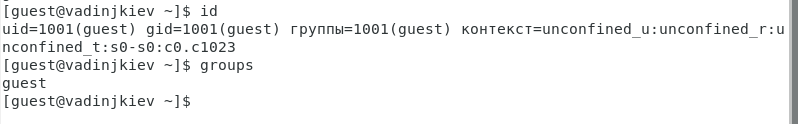 [guest@vadinjkiev ~]$ id
uid=1001(guest) gid=1001(guest) группы=1001(guest) контекст=unconfined_u:unconfined_r:u
nconfined_t:s0-s0:c0.c1023
[guest@vadinjkiev ~]$ groups
guest
[guest@vadinjkiev ~]$